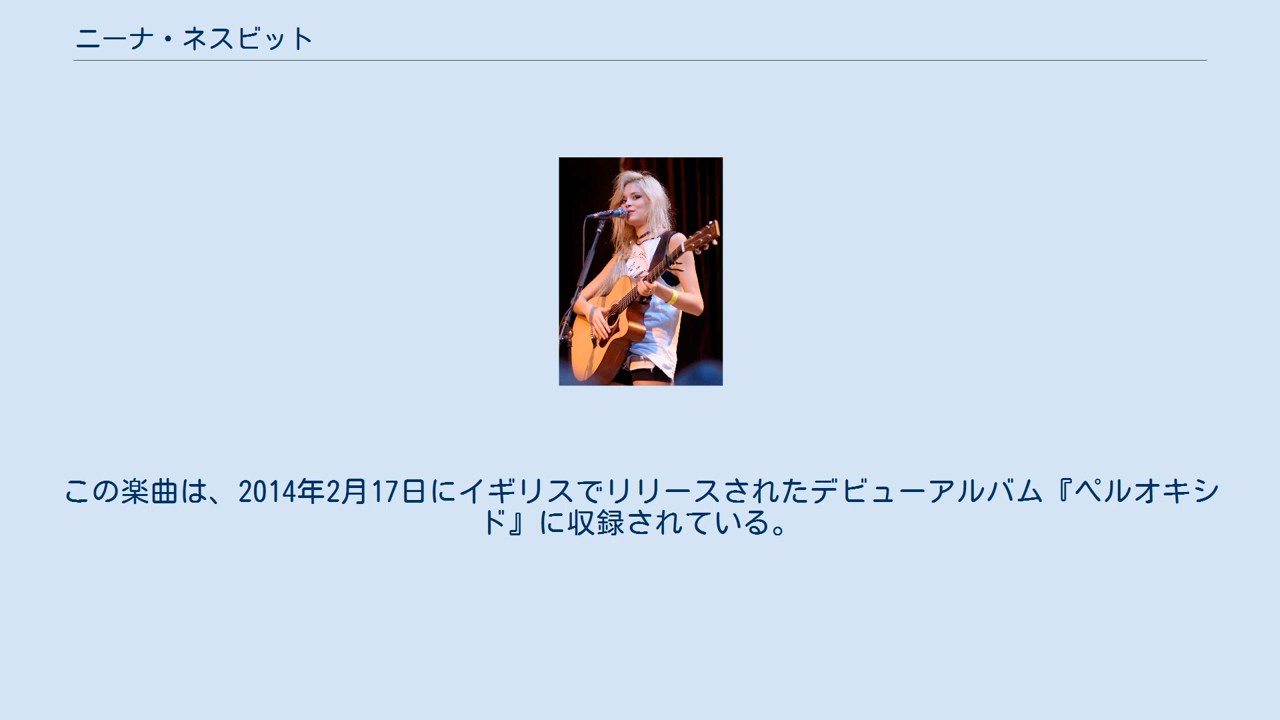 ニーナ・ネスビット
この楽曲は、2014年2月17日にイギリスでリリースされたデビューアルバム『ペルオキシ
ド』に収録されている。